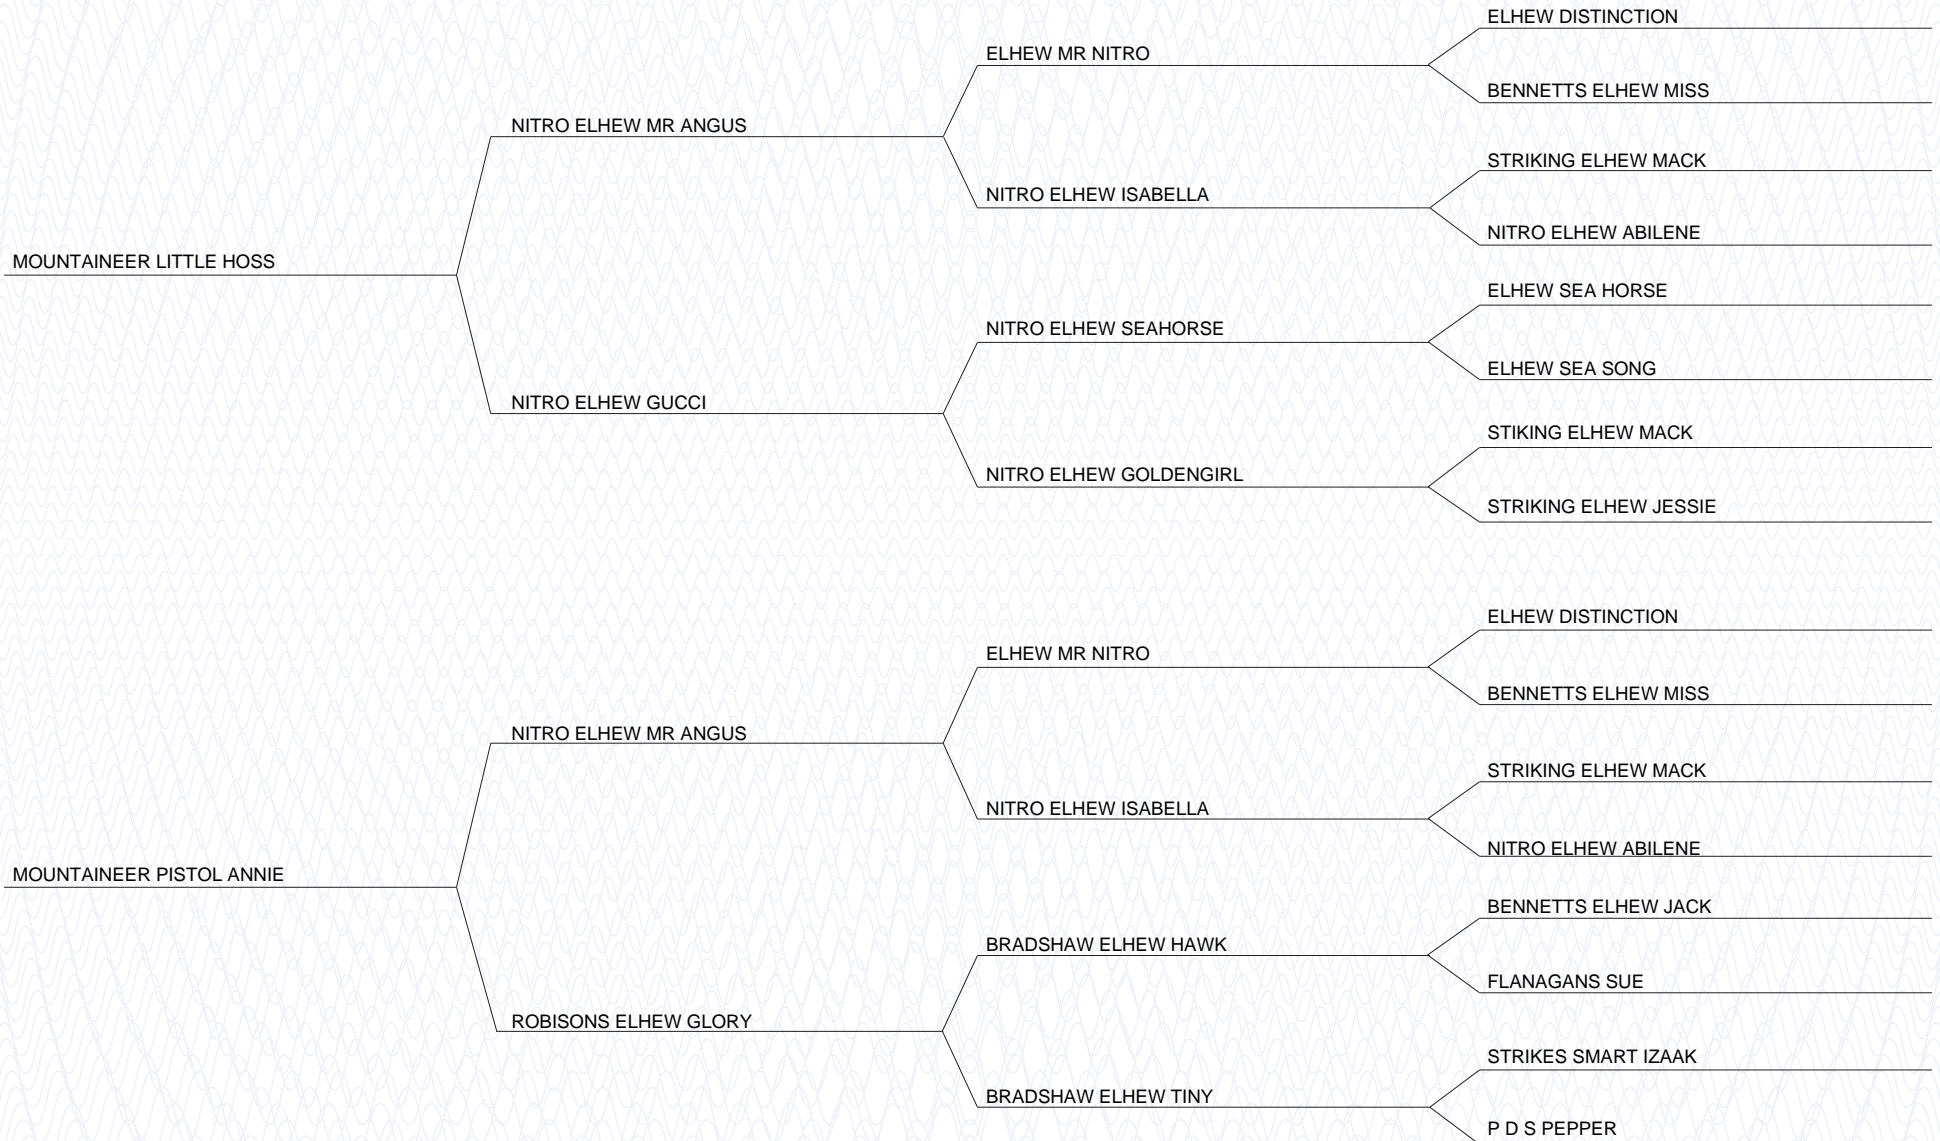 ELHEW DISTINCTION
ELHEW MR NITRO
BENNETTS ELHEW MISS
NITRO ELHEW MR ANGUS
STRIKING ELHEW MACK
NITRO ELHEW ISABELLA
NITRO ELHEW ABILENE
MOUNTAINEER LITTLE HOSS
ELHEW SEA HORSE
NITRO ELHEW SEAHORSE
ELHEW SEA SONG
NITRO ELHEW GUCCI
STIKING ELHEW MACK
NITRO ELHEW GOLDENGIRL
STRIKING ELHEW JESSIE
ELHEW DISTINCTION
ELHEW MR NITRO
BENNETTS ELHEW MISS
NITRO ELHEW MR ANGUS
STRIKING ELHEW MACK
NITRO ELHEW ISABELLA
NITRO ELHEW ABILENE
MOUNTAINEER PISTOL ANNIE
BENNETTS ELHEW JACK
BRADSHAW ELHEW HAWK
FLANAGANS SUE
ROBISONS ELHEW GLORY
STRIKES SMART IZAAK
BRADSHAW ELHEW TINY
P D S PEPPER